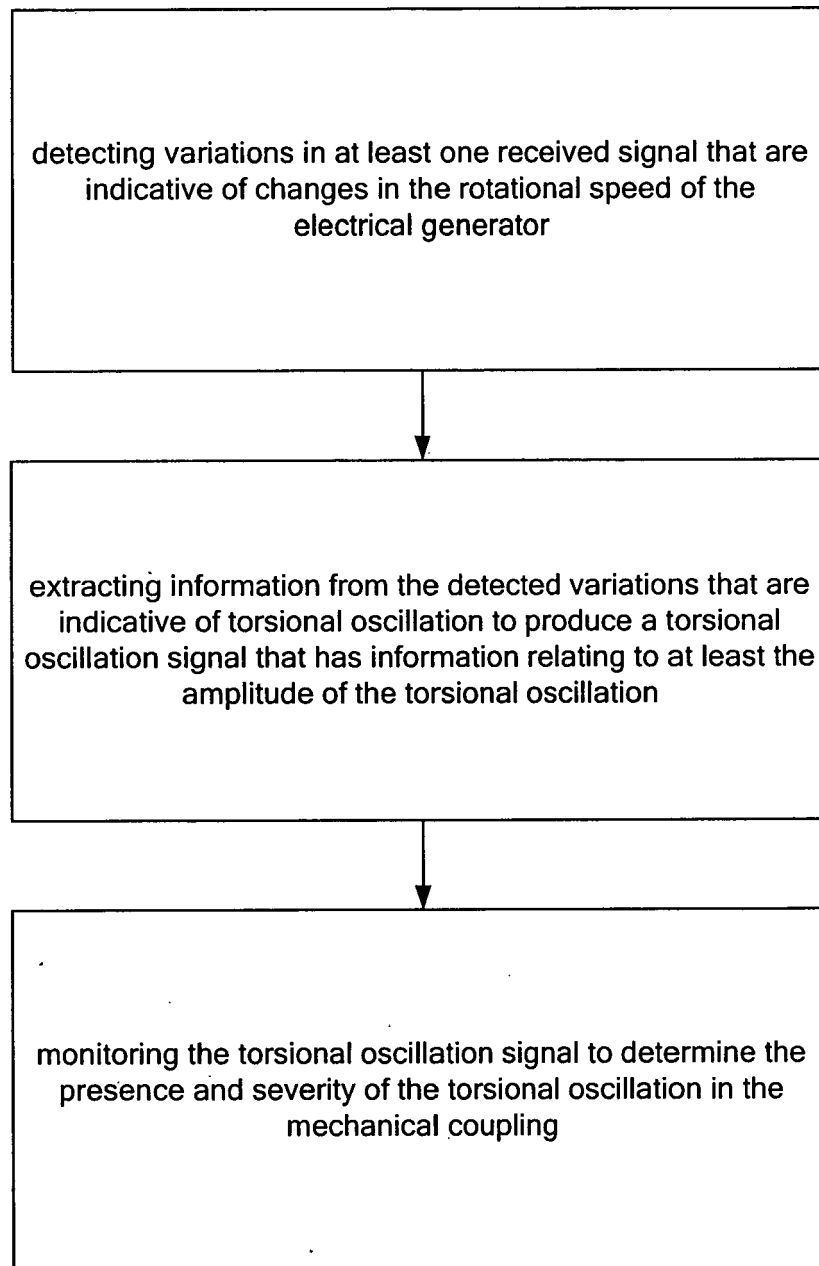 detecting variations in at least one received signal that are
indicative of changes in the rotational speed of the
electrical generator
extracting information from the detected variations that are
indicative of torsional oscillation to produce a torsional
oscillation signal that has information relating to at least the
amplitude of the torsional oscillation
monitoring the torsional oscillation signal to determine the
presence and severity of the torsional oscillation in the
mechanical coupling